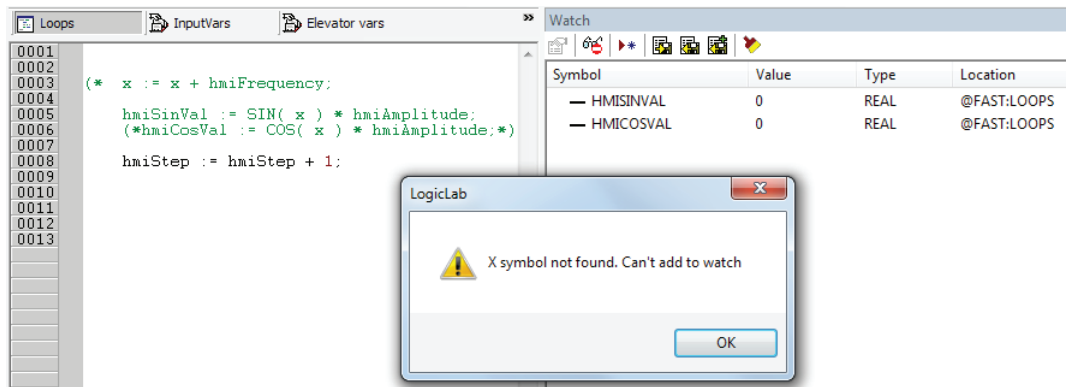 Loops InputVars Elevator vars »
0001
0002
0003 (* x := x + hmiFrequency;
0004
0005 hmiSinVal := SIN( x ) * hmiAmplitude;
0006 (*hmiCosVal := COS( x ) * hmiAmplitude;*)
0007
0008 hmiStep := hmiStep + 1;
0009
0010
0011
0012
0013
Watch
Symbol Value Type Location
HMISINVAL 0 REAL @FAST:LOOPS
HMICOSVAL 0 REAL @FAST:LOOPS
LogicLab
X symbol not found. Can't add to watch
OK